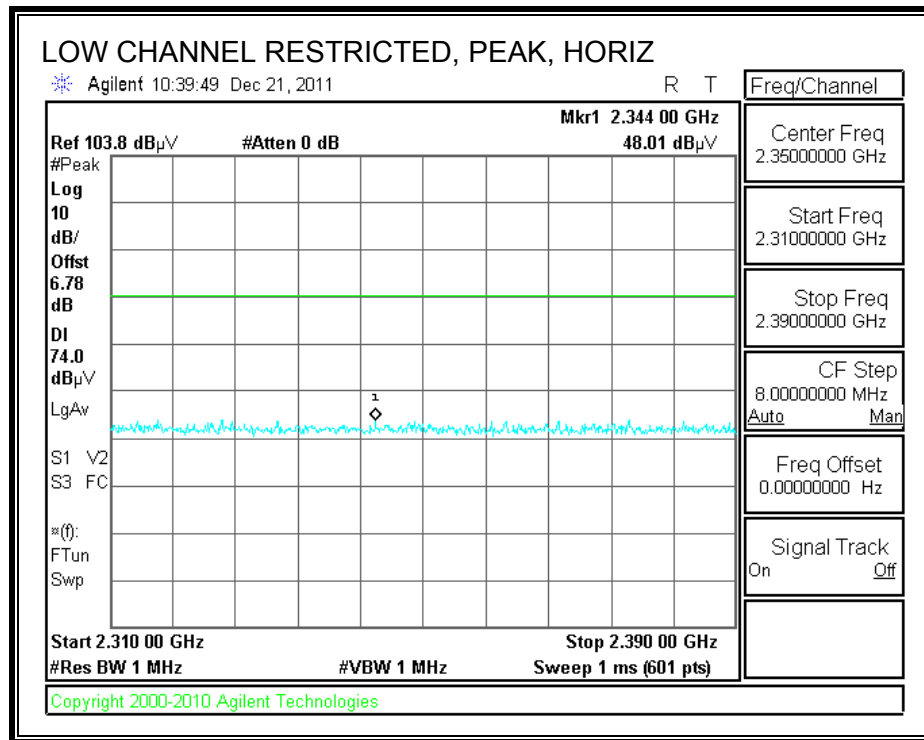 LOW CHANNEL RESTRICTED, PEAK, HORIZ
Agilent 10:39:49 Dec 21, 2011 R T
Freq/Channel
Mkr1 2.344 00 GHz
Ref 103.8 dBµV #Atten 0 dB 48.01 dBµV
#Peak
Log
10
dB/
Offst
6.78
dB
DI
74.0
dBµV
LgAv
1
S1 V2
S3 FC
¤(f):
FTun
Swp
Start 2.310 00 GHz Stop 2.390 00 GHz
#Res BW 1 MHz #VBW 1 MHz Sweep 1 ms (601 pts)
Center Freq
2.35000000 GHz
Start Freq
2.31000000 GHz
Stop Freq
2.39000000 GHz
CF Step
8.00000000 MHz
Auto Man
Freq Offset
0.00000000 Hz
Signal Track
On Off
Copyright 2000-2010 Agilent Technologies